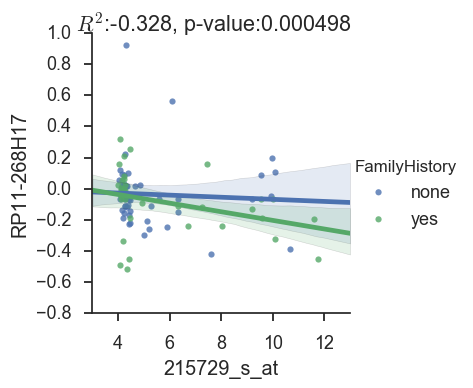 R²:-0.328, p-value:0.000498
1.0
0.8
0.6
0.4
0.2
0.0
−0.2
−0.4
−0.6
−0.8
RP11-268H17
4 6 8 10 12
215729_s_at
FamilyHistory
none
yes